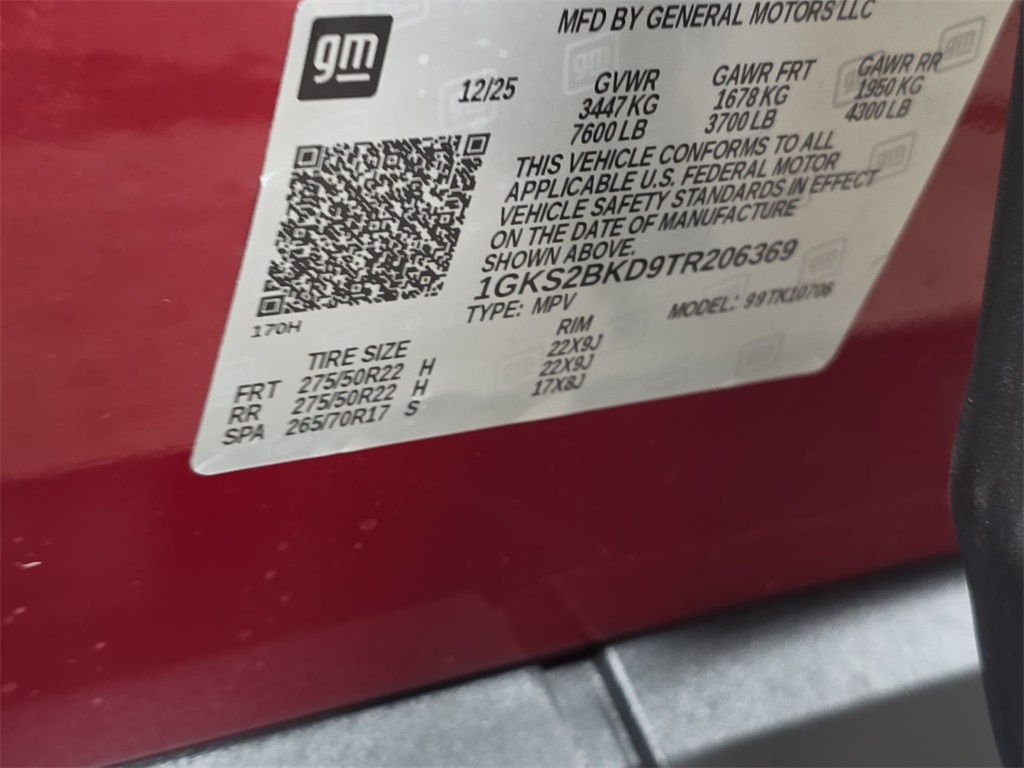 gm
MFD BY GENERAL MOTORS LLC
12/25
GVWR GAWR FRT GAWR RR
3447 KG 1678 KG 1950 KG
7600 LB 3700 LB 4300 LB
THIS VEHICLE CONFORMS TO ALL
APPLICABLE U.S. FEDERAL MOTOR
VEHICLE SAFETY STANDARDS IN EFFECT
ON THE DATE OF MANUFACTURE
SHOWN ABOVE.
1GKS2BKD9TR206369
TYPE: MPV MODEL: 99TK10706
170H
TIRE SIZE RIM
FRT 275/50R22 H 22X9J
RR 275/50R22 H 22X9J
SPA 265/70R17 S 17X8J